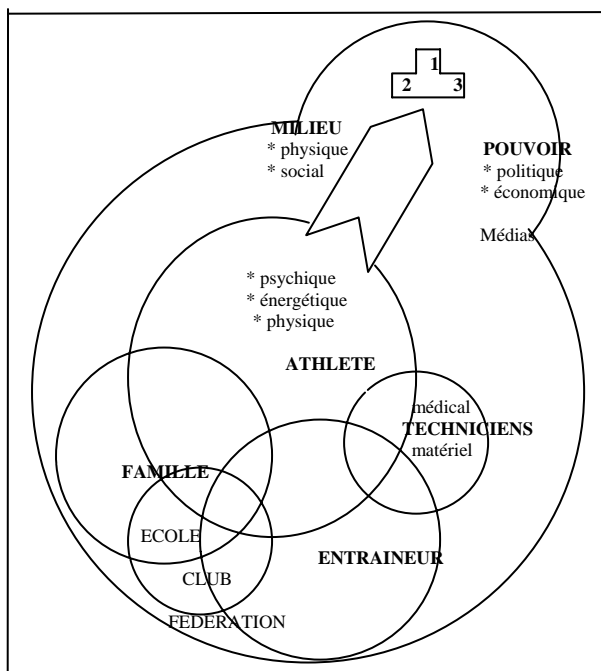 1
2 3
MILIEU
* physique
* social
POUVOIR
* politique
* économique
Médias
* psychique
* énergétique
* physique
ATHLETE
médical
TECHNICIENS
matériel
FAMILLE
ECOLE
ENTRAINEUR
CLUB
FEDERATION